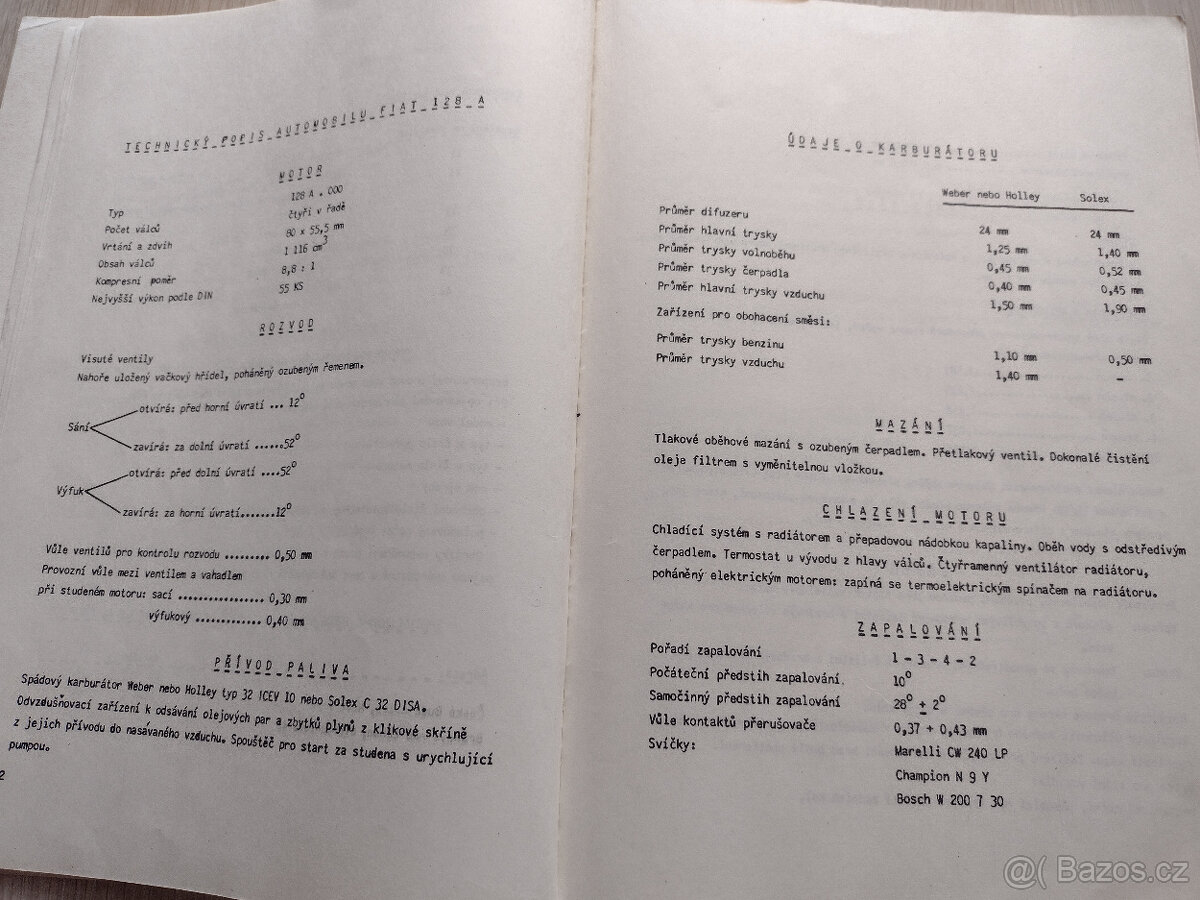 TECHNICKÝ POPIS AUTOMOBILU FIAT 128 A
MOTOR
Typ 128 A . 000
Počet válců čtyři v řadě
Vrtání a zdvih 80 x 55,5 mm
Obsah válců 1 116 cm³
Kompresní poměr 8,8 : 1
Nejvyšší výkon podle DIN 55 KS
ROZVOD
Visuté ventily
Nahoře uložený vačkový hřídel, poháněný ozubeným řemenem.
Sání
otvírá: před horní úvratí ... 12°
zavírá: za dolní úvratí ......52°
Výfuk
otvírá: před dolní úvratí ....52°
zavírá: za horní úvratí.......12°
Vůle ventilů pro kontrolu rozvodu ......... 0,50 mm
Provozní vůle mezi ventilem a vahadlem
při studeném motoru: sací ................. 0,30 mm
výfukový ............. 0,40 mm
PŘÍVOD PALIVA
Spádový karburátor Weber nebo Holley typ 32 ICEV 10 nebo Solex C 32 DISA.
Odvzdušňovací zařízení k odsávání olejových par a zbytků plynů z klikové skříně
z jejich přívodu do nasávaného vzduchu. Spouštěč pro start za studena s urychlující
pumpou.
2
ÚDAJE O KARBURÁTORU
Weber nebo Holley Solex
Průměr difuzeru 24 mm 24 mm
Průměr hlavní trysky 1,25 mm 1,40 mm
Průměr trysky volnoběhu 0,45 mm 0,52 mm
Průměr trysky čerpadla 0,40 mm 0,45 mm
Průměr hlavní trysky vzduchu 1,50 mm 1,90 mm
Zařízení pro obohacení směsi:
Průměr trysky benzinu 1,10 mm 0,50 mm
Průměr trysky vzduchu 1,40 mm –
MAZÁNÍ
Tlakové oběhové mazání s ozubeným čerpadlem. Přetlakový ventil. Dokonalé čistění
oleje filtrem s vyměnitelnou vložkou.
CHLAZENÍ MOTORU
Chladící systém s radiátorem a přepadovou nádobkou kapaliny. Oběh vody s odstředivým
čerpadlem. Termostat u vývodu z hlavy válců. Čtyřramenný ventilátor radiátoru,
poháněný elektrickým motorem: zapíná se termoelektrickým spínačem na radiátoru.
ZAPALOVÁNÍ
Pořadí zapalování 1 – 3 – 4 – 2
Počáteční předstih zapalování. 10°
Samočinný předstih zapalování 28° ± 2°
Vůle kontaktů přerušovače 0,37 + 0,43 mm
Svíčky: Marelli CW 240 LP
Champion N 9 Y
Bosch W 200 T 30
@( Bazos.cz